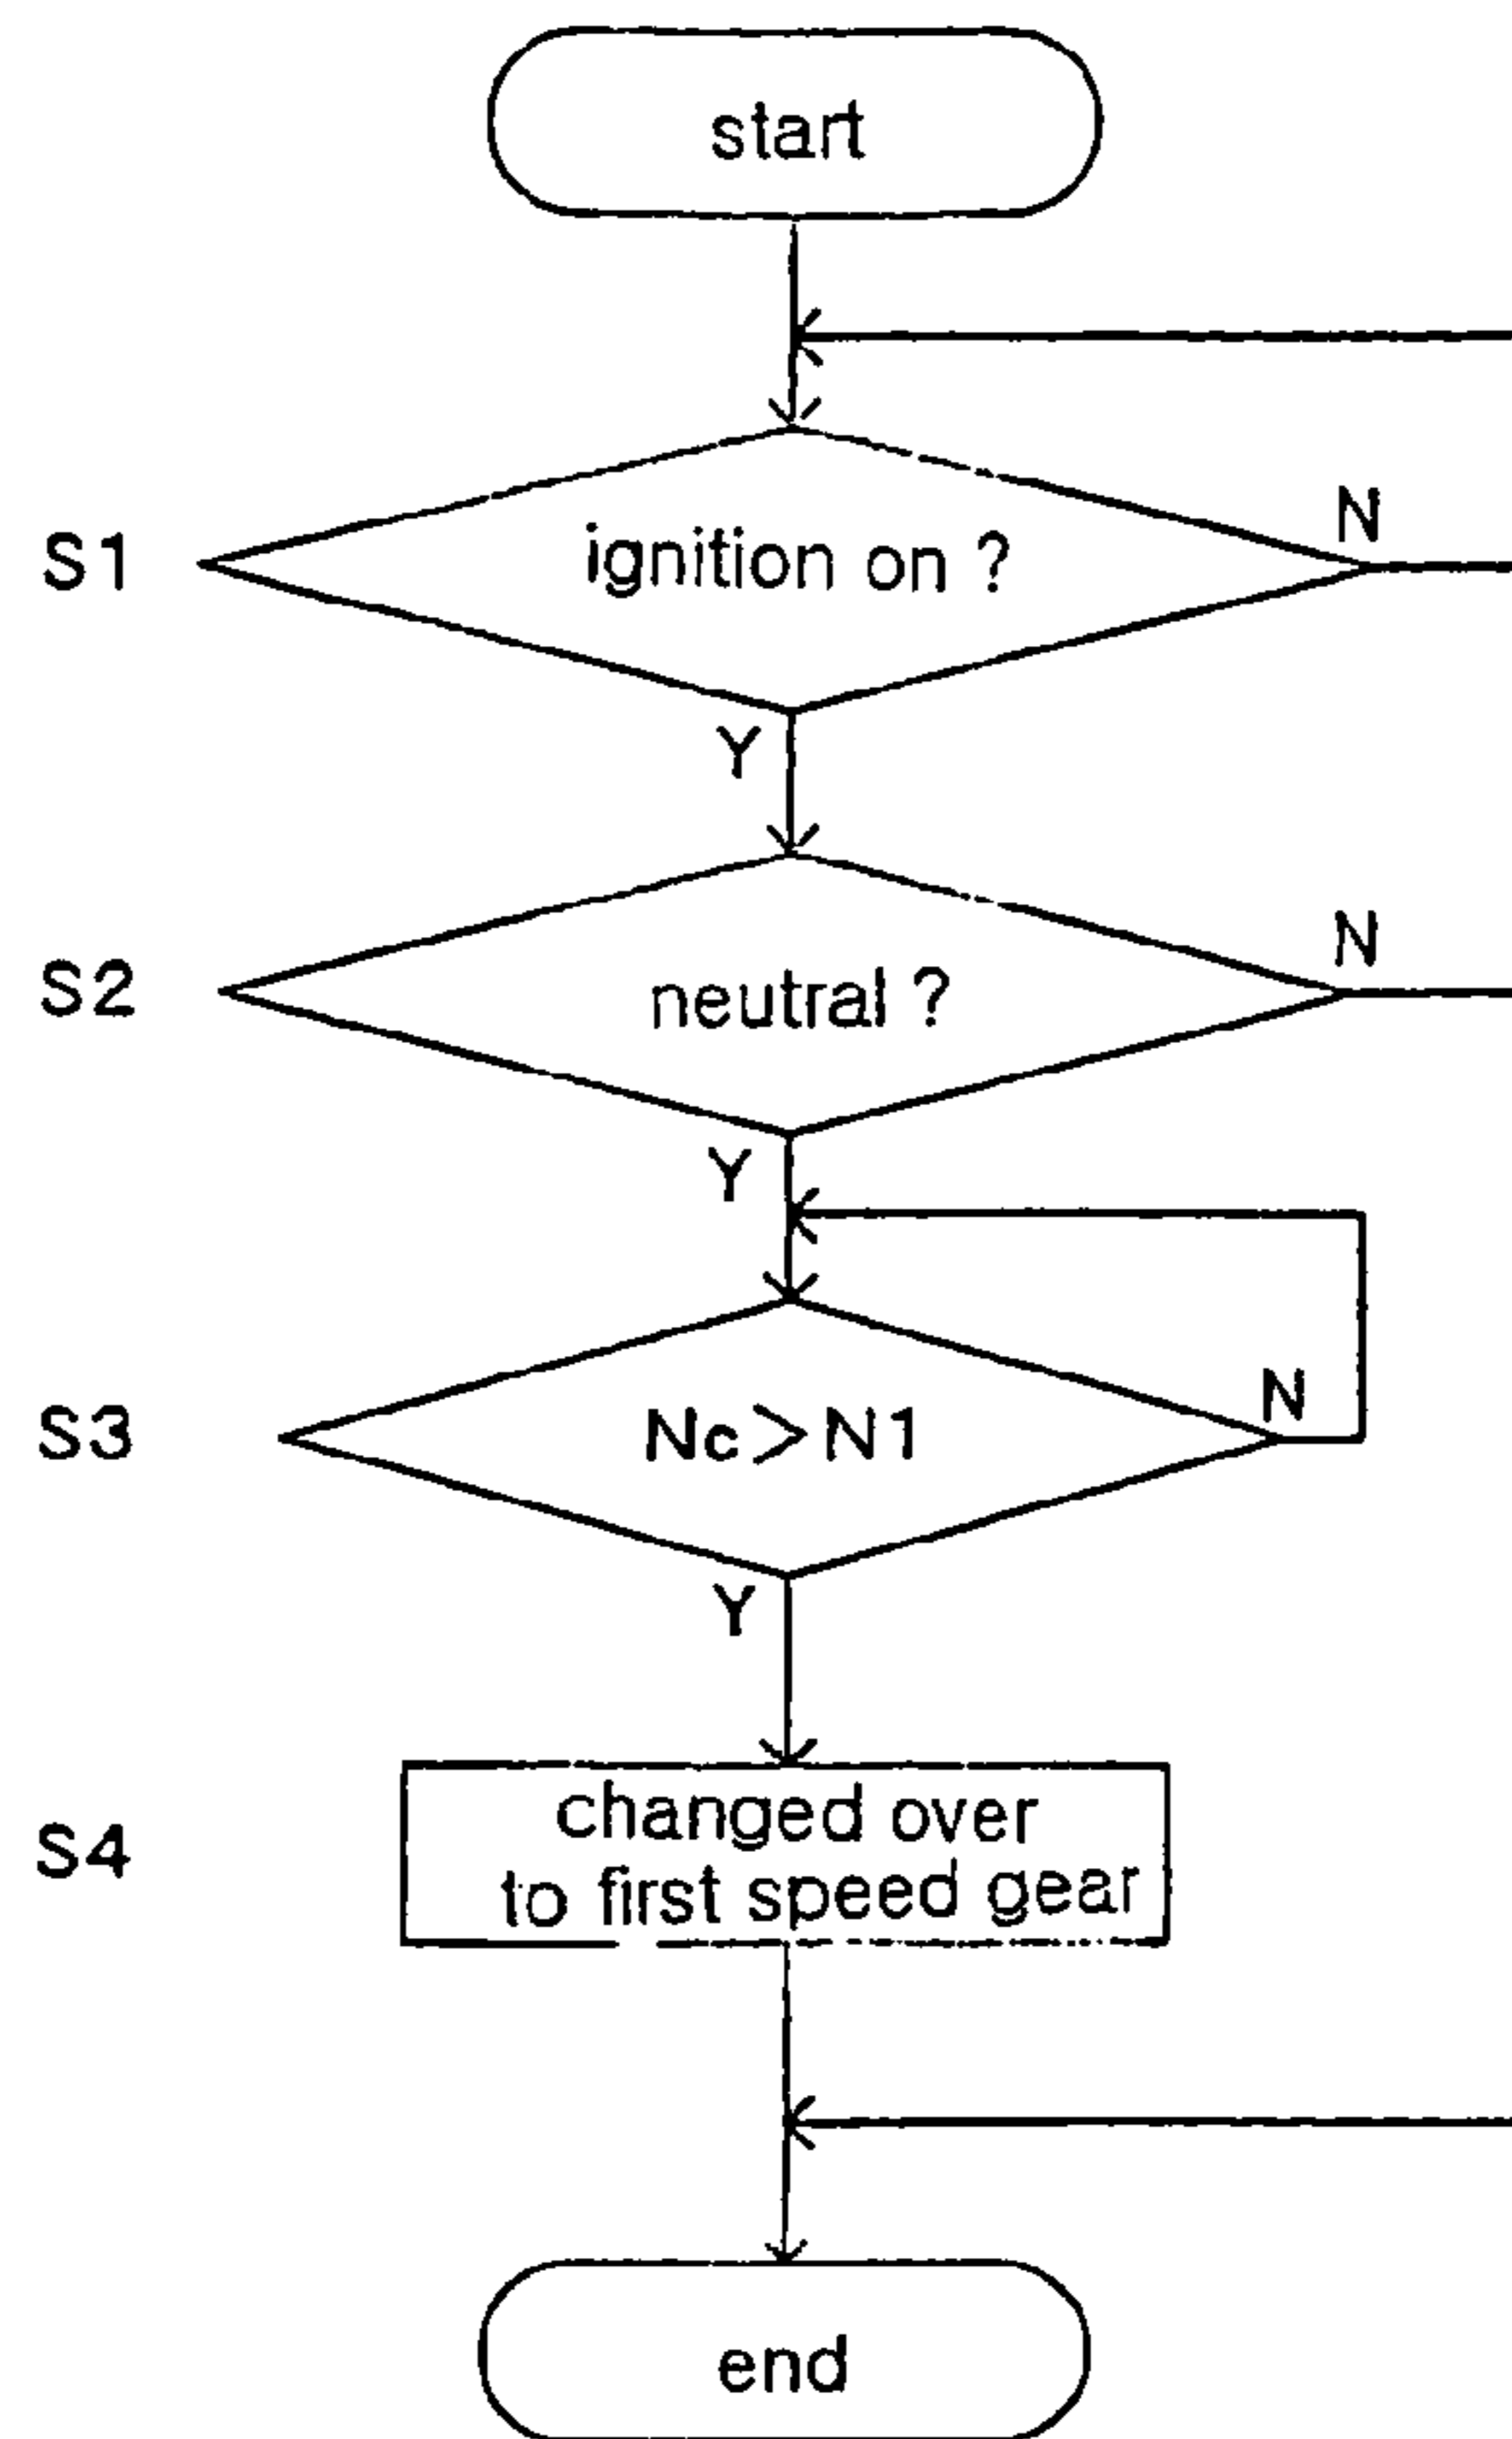 start
S1
ignition on ?
N
Y
S2
neutral ?
N
Y
S3
Nc>N1
N
Y
S4
changed over
to first speed gear
end